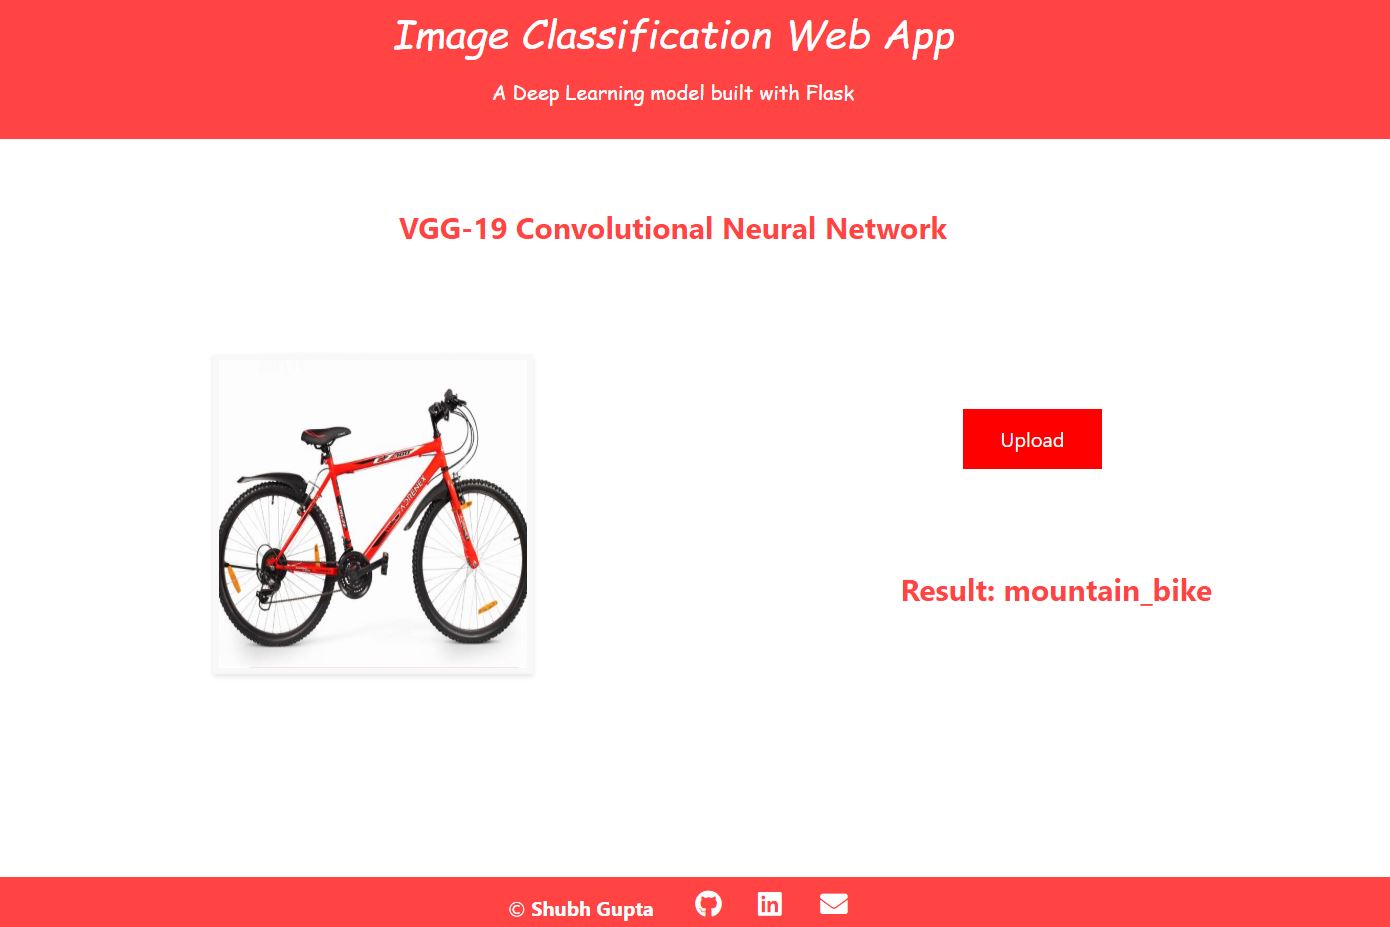 Image Classification Web App
A Deep Learning model built with Flask
VGG-19 Convolutional Neural Network
ADRENEX
Upload
Result: mountain_bike
© Shubh Gupta